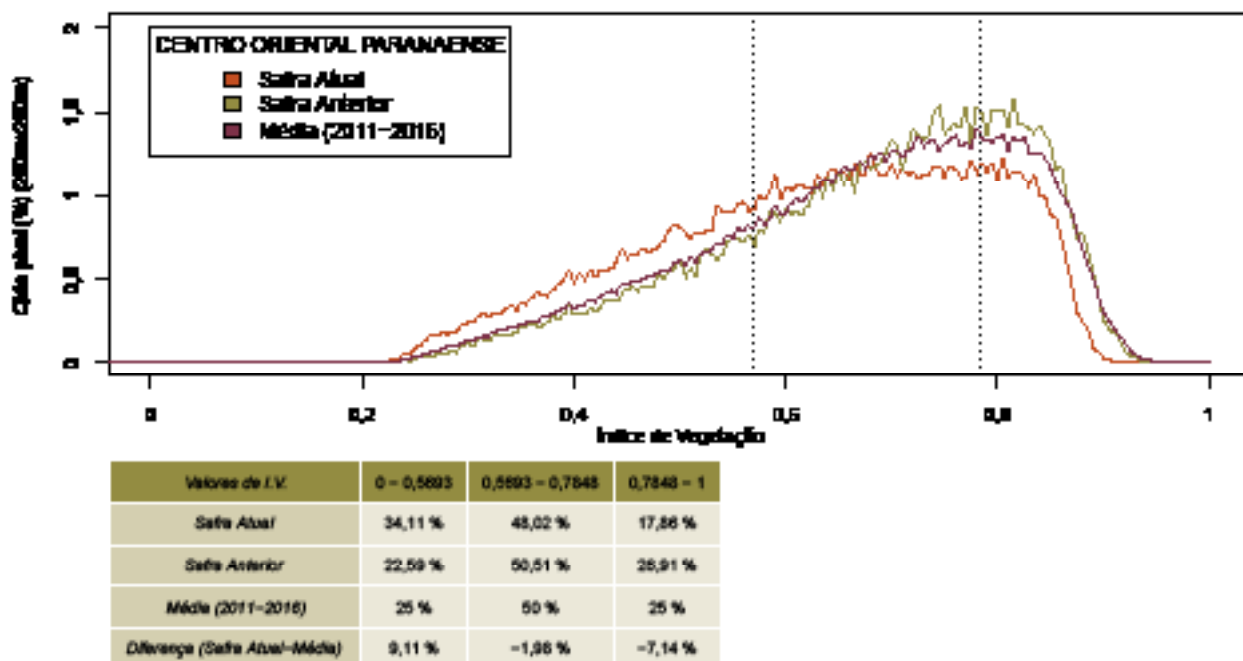 2
CENTRO ORIENTAL PARANAENSE
Safra Atual
Safra Anterior
Média (2011-2016)
1,5
1
0,5
0
Qtde pixel (%)
0 0,2 0,4 0,6 0,8 1
Índice de Vegetação
Valores de I.V. 0 - 0,5693 0,5693 - 0,7848 0,7848 - 1
Safra Atual 34,11 % 48,02 % 17,86 %
Safra Anterior 22,59 % 50,51 % 26,91 %
Média (2011-2016) 25 % 50 % 25 %
Diferença (Safra Atual-Média) 9,11 % -1,98 % -7,14 %